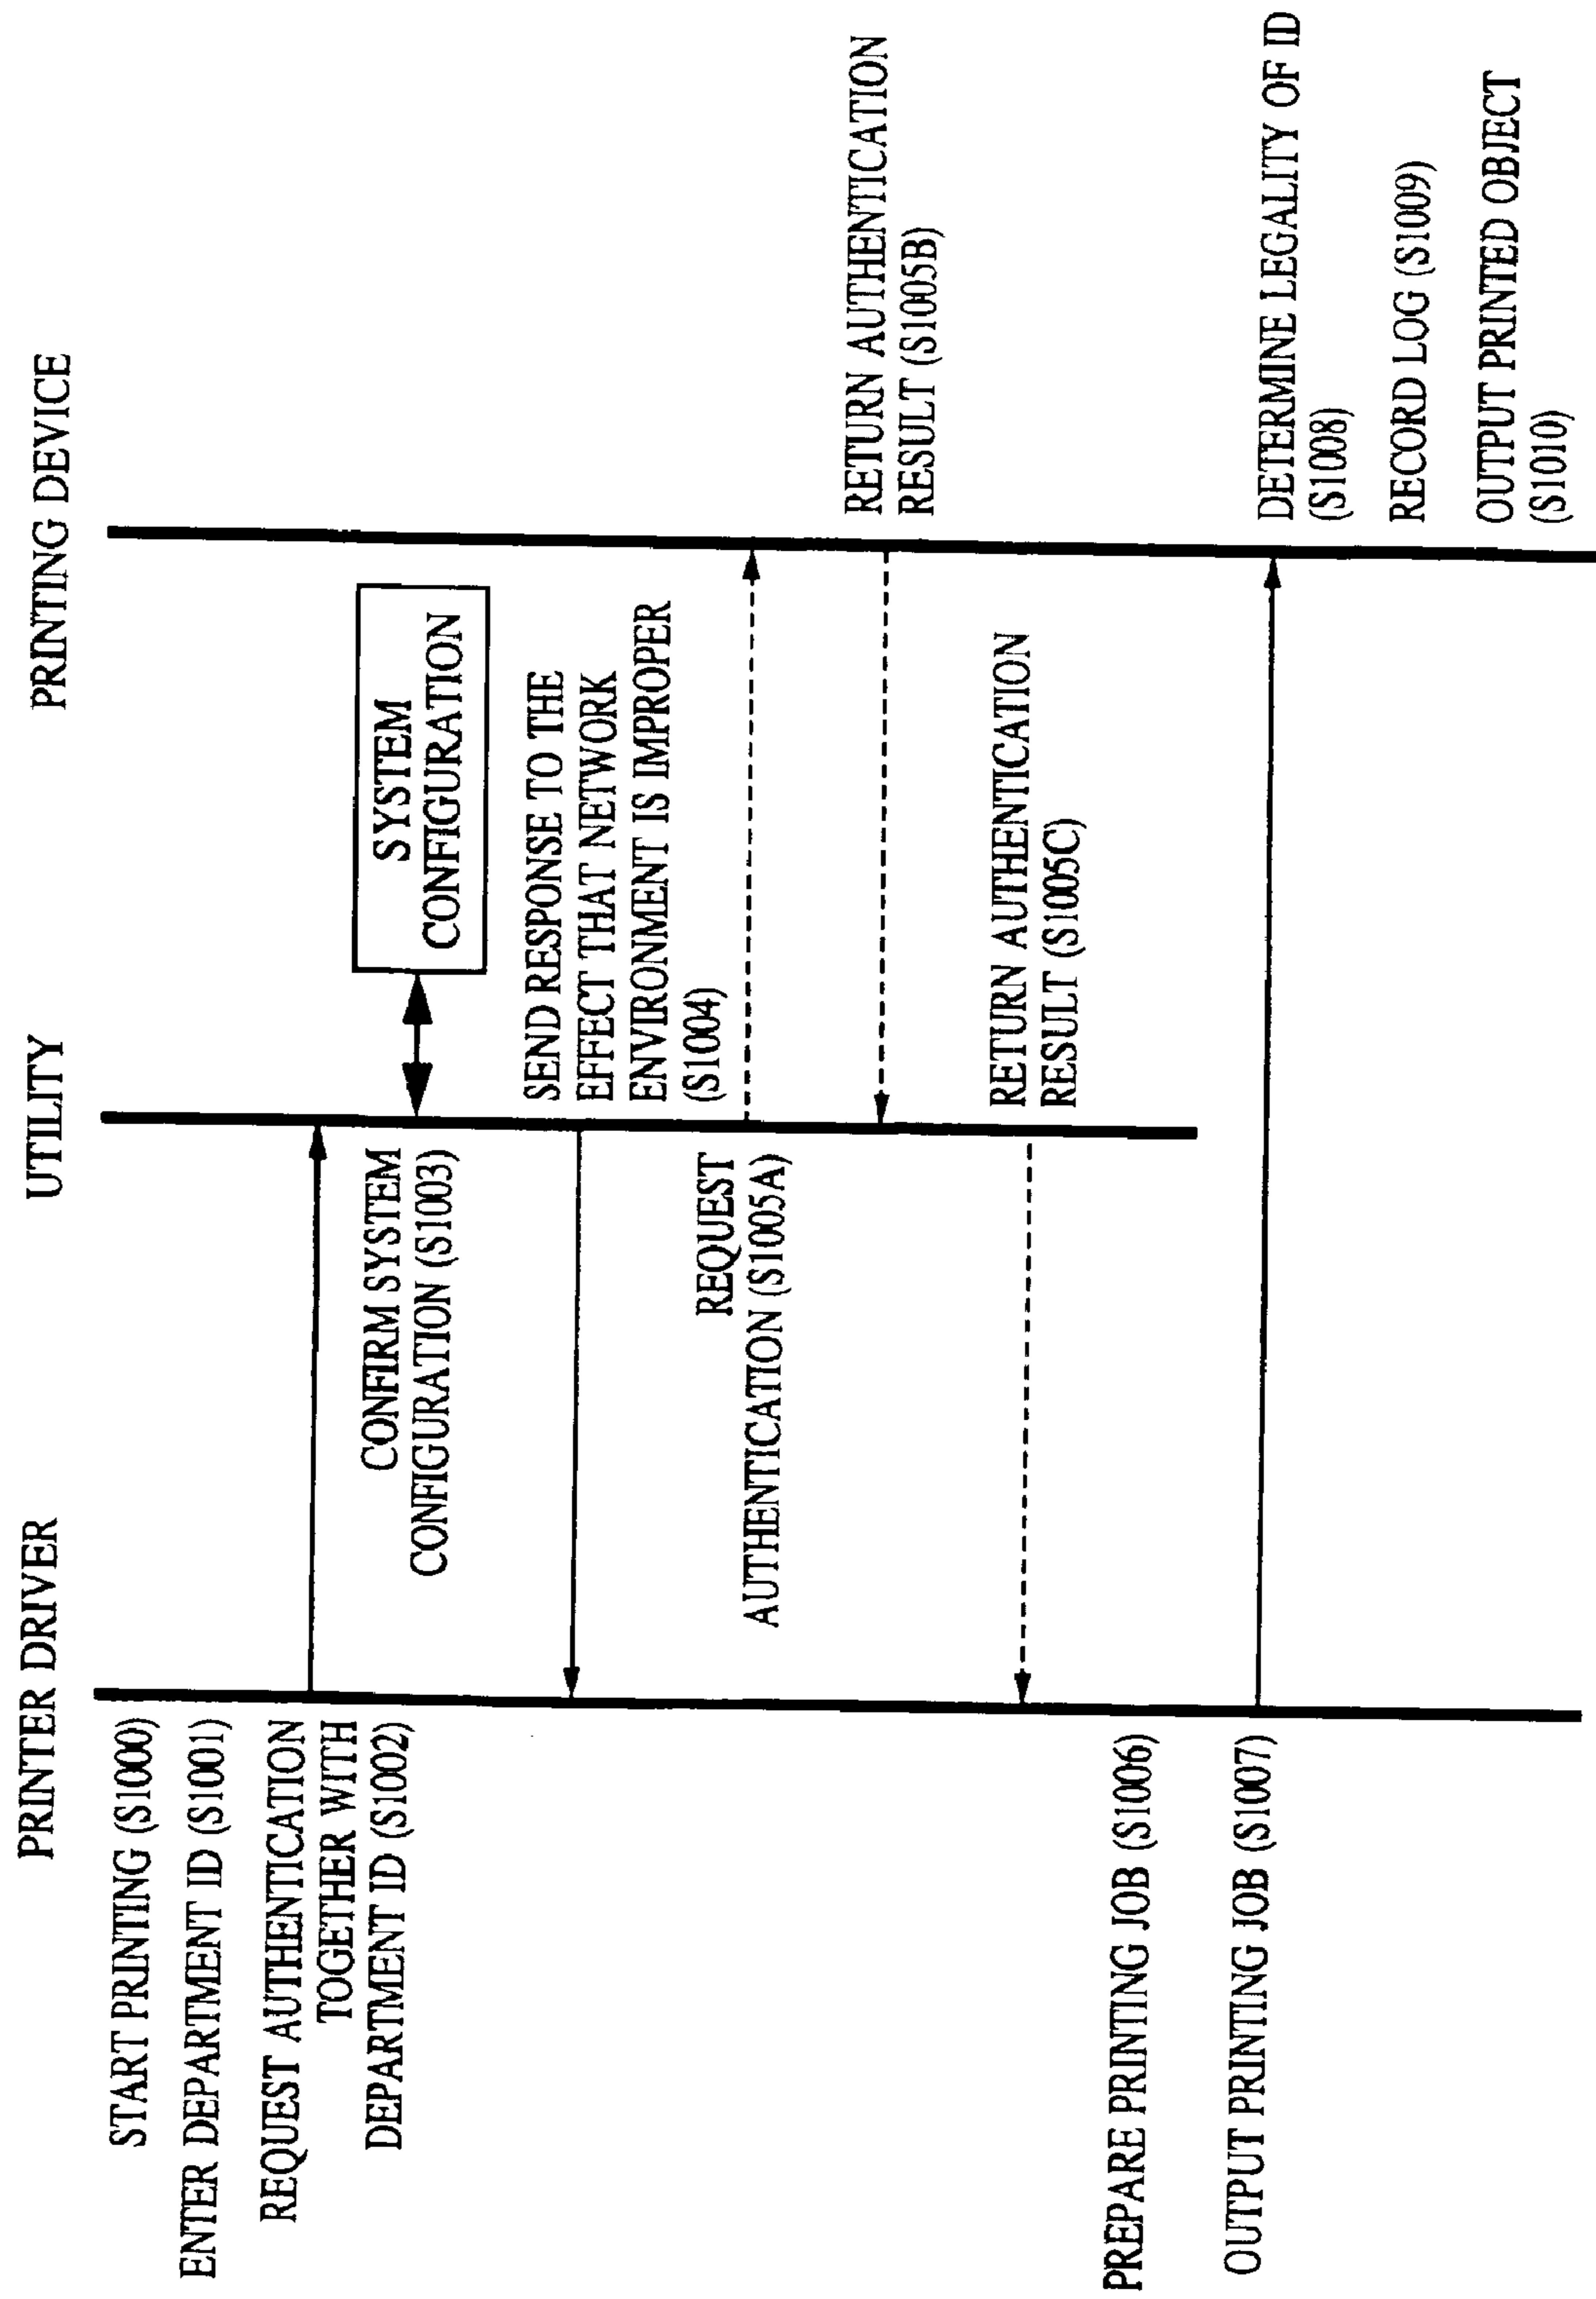 PRINTER DRIVER
UTILITY
PRINTING DEVICE
START PRINTING (S1000)
ENTER DEPARTMENT ID (S1001)
REQUEST AUTHENTICATION
TOGETHER WITH
DEPARTMENT ID (S1002)
CONFIRM SYSTEM
CONFIGURATION (S1003)
SYSTEM
CONFIGURATION
SEND RESPONSE TO THE
EFFECT THAT NETWORK
ENVIRONMENT IS IMPROPER
(S1004)
REQUEST
AUTHENTICATION (S1005A)
RETURN AUTHENTICATION
RESULT (S1005B)
RETURN AUTHENTICATION
RESULT (S1005C)
PREPARE PRINTING JOB (S1006)
OUTPUT PRINTING JOB (S1007)
DETERMINE LEGALITY OF ID
(S1008)
RECORD LOG (S1009)
OUTPUT PRINTED OBJECT
(S1010)